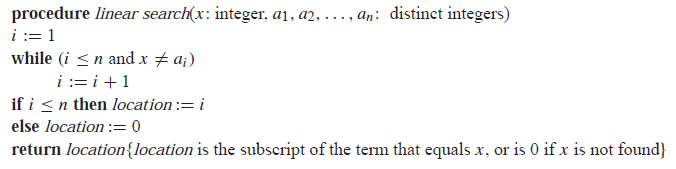 procedure linear search(x: integer, a1, a2, . . . , an: distinct integers)
i := 1
while (i ≤ n and x ≠ ai)
i := i + 1
if i ≤ n then location := i
else location := 0
return location{location is the subscript of the term that equals x, or is 0 if x is not found}